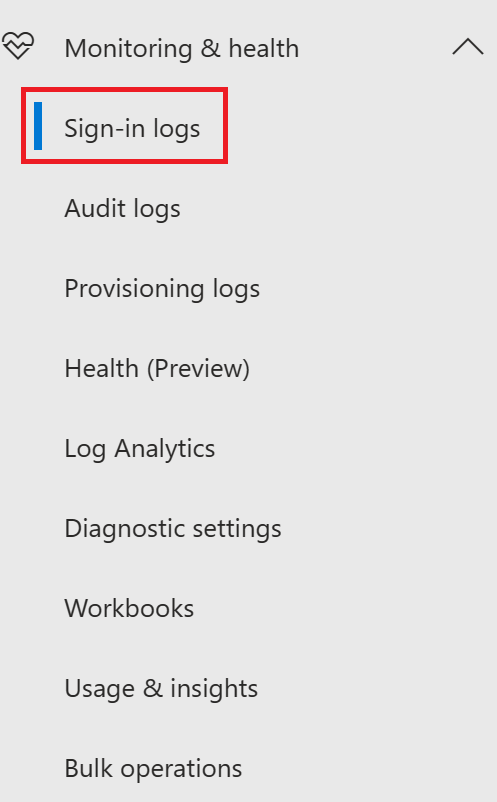 Monitoring & health
Sign-in logs
Audit logs
Provisioning logs
Health (Preview)
Log Analytics
Diagnostic settings
Workbooks
Usage & insights
Bulk operations